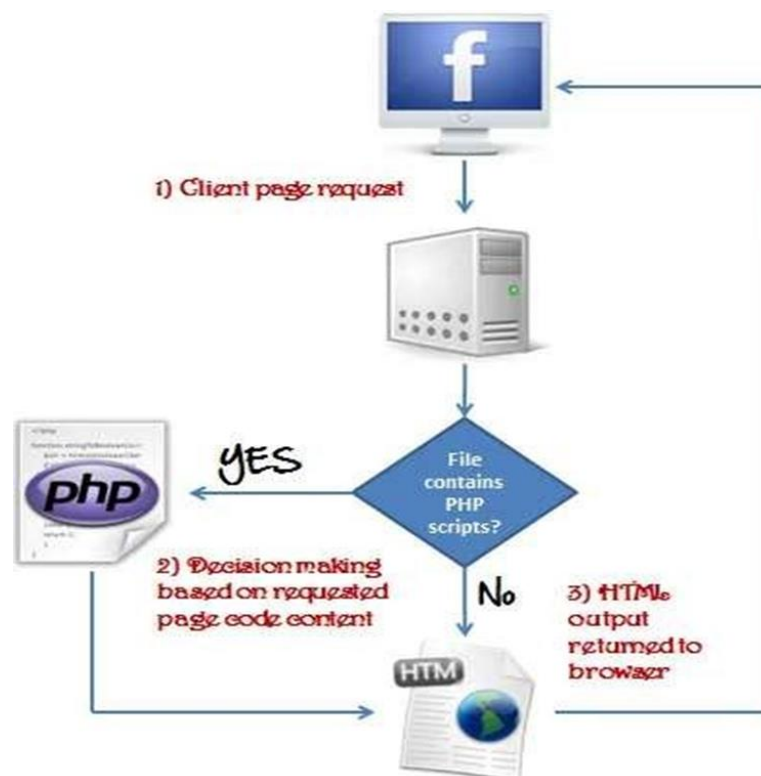 f
1) Client page request
File
contains
PHP
scripts?
YES
php
2) Decision making
based on requested
page code content
No
3) HTML
output
returned to
browser
HTM